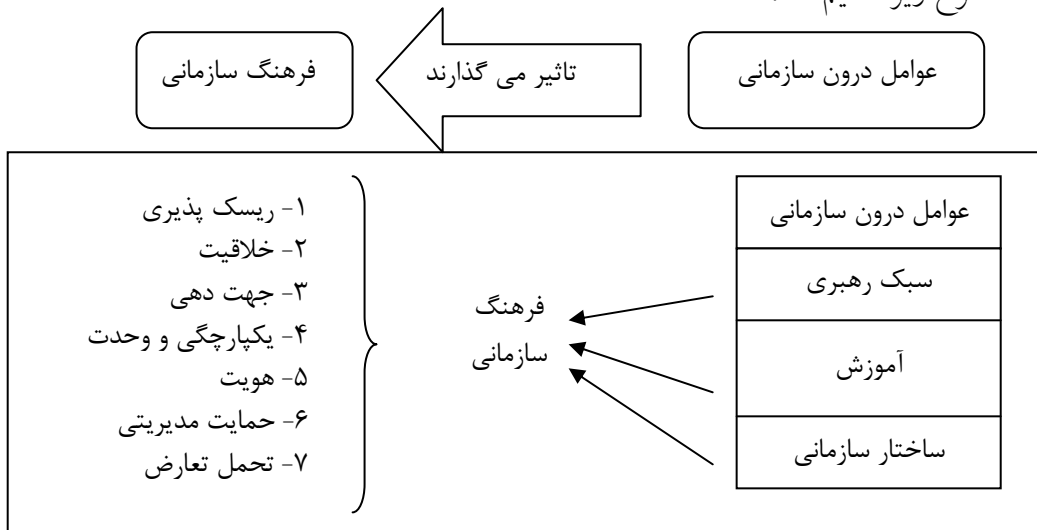 عوامل درون سازمانی
تاثیر می گذارند
فرهنگ سازمانی
عوامل درون سازمانی
سبک رهبری
آموزش
ساختار سازمانی
فرهنگ
سازمانی
۱- ریسک پذیری
۲- خلاقیت
۳- جهت دهی
۴- یکپارچگی و وحدت
۵- هویت
۶- حمایت مدیریتی
۷- تحمل تعارض